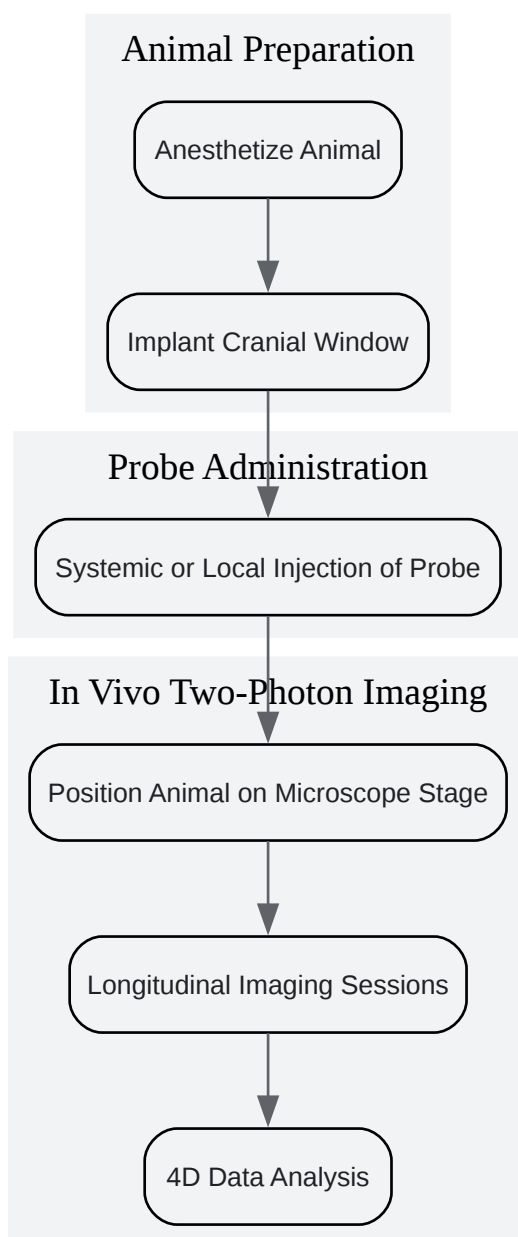 Animal Preparation
Anesthetize Animal
Implant Cranial Window
Probe Administration
Systemic or Local Injection of Probe
In Vivo Two-Photon Imaging
Position Animal on Microscope Stage
Longitudinal Imaging Sessions
4D Data Analysis